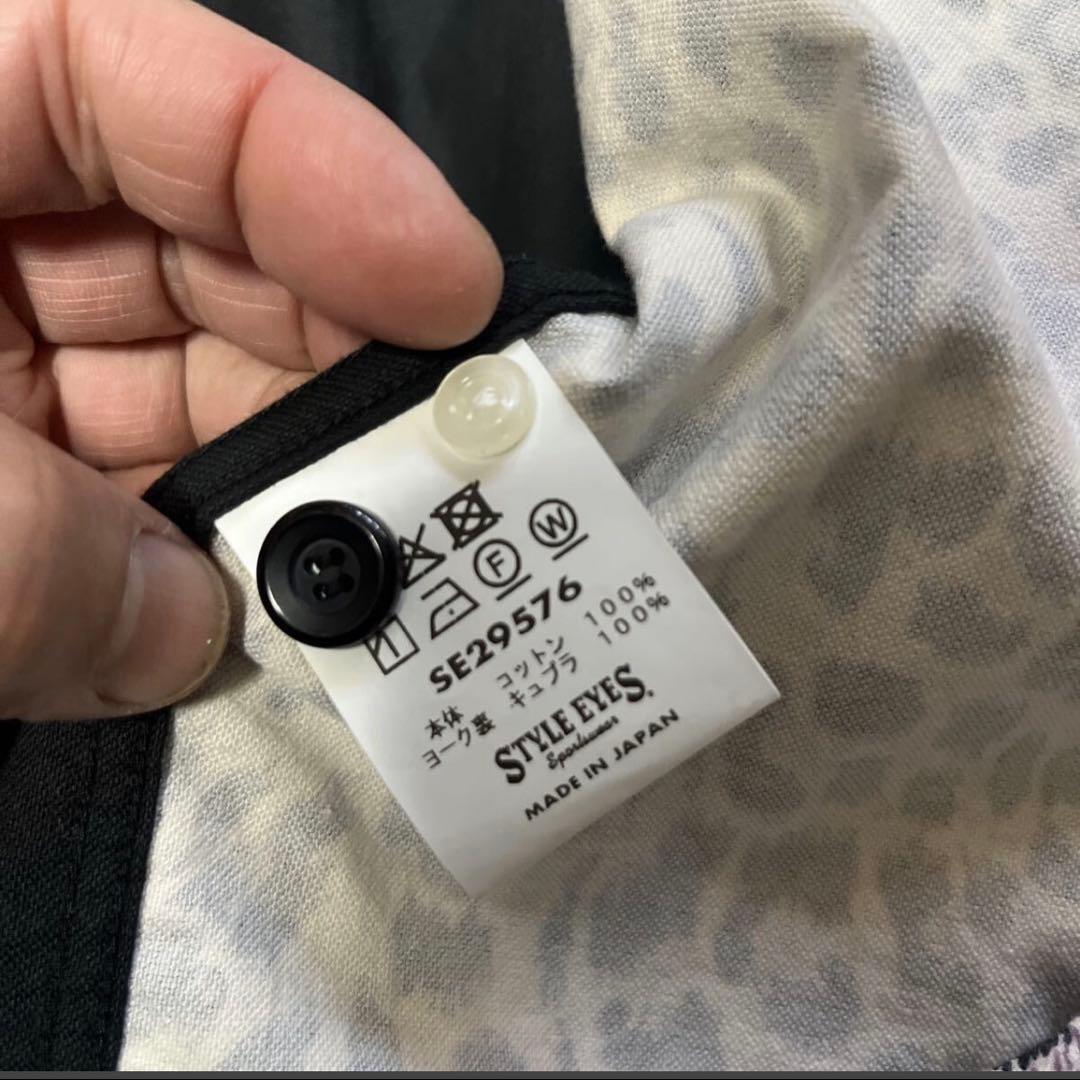 F W
SE29576
本体 コットン 100%
ヨーク裏 キュプラ 100%
STYLE EYES.
Sportswear
MADE IN JAPAN